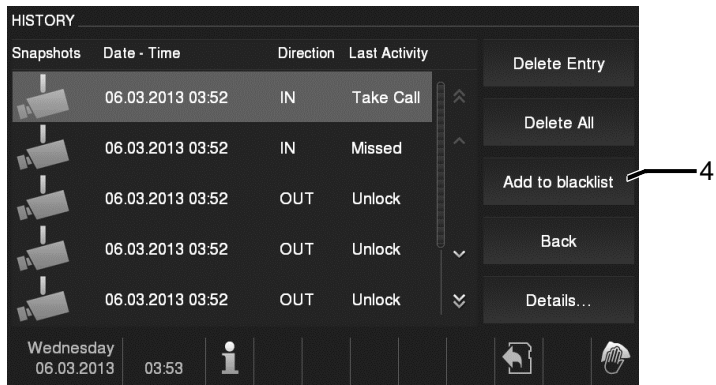 HISTORY
Snapshots Date - Time Direction Last Activity
06.03.2013 03:52 IN Take Call
06.03.2013 03:52 IN Missed
06.03.2013 03:52 OUT Unlock
06.03.2013 03:52 OUT Unlock
06.03.2013 03:52 OUT Unlock
Delete Entry
Delete All
Add to blacklist
Back
Details...
4
Wednesday
06.03.2013 03:53